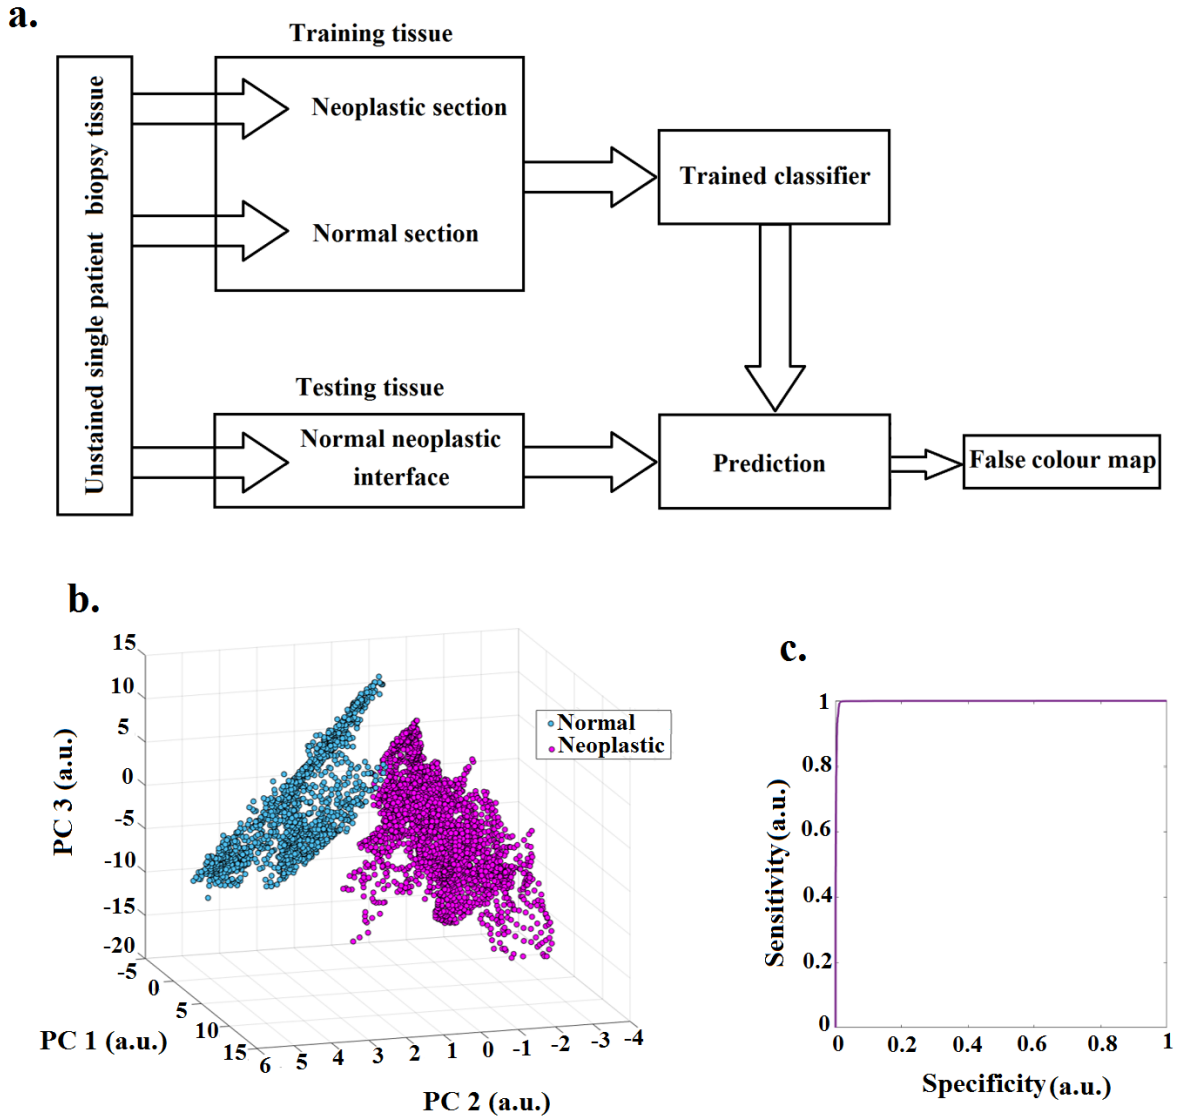 a.
Training tissue
Unstained single patient biopsy tissue
Neoplastic section
Normal section
Trained classifier
Testing tissue
Normal neoplastic
interface
Prediction
False colour map
b.
15
10
5
0
-5
-10
-15
-20
PC 3 (a.u.)
-5
0
5
10
15
PC 1 (a.u.)
6
5
4
3
2
1
0
-1
-2
-3
-4
PC 2 (a.u.)
Normal
Neoplastic
c.
1
0.8
0.6
0.4
0.2
0
Sensitivity (a.u.)
0
0.2
0.4
0.6
0.8
1
Specificity (a.u.)